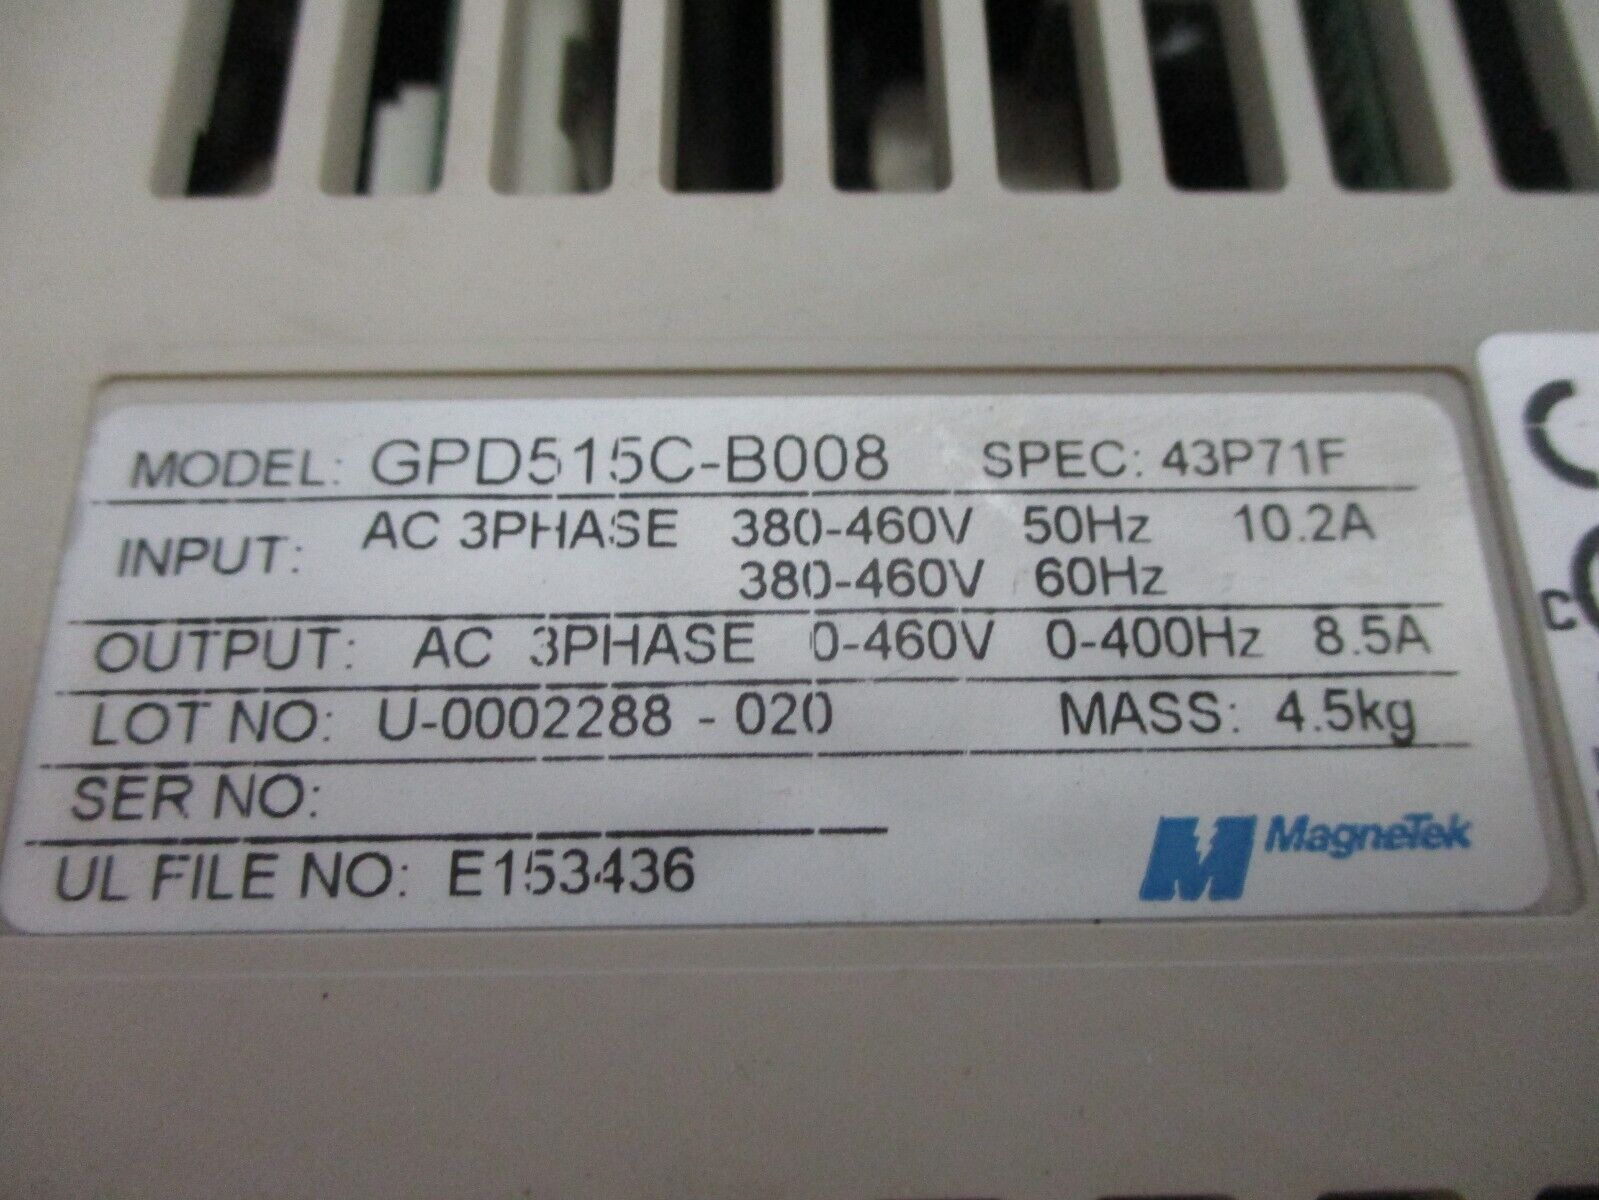 MODEL: GPD515C-B008 SPEC: 43P71F
INPUT: AC 3PHASE 380-460V 50Hz 10.2A
380-460V 60Hz
OUTPUT: AC 3PHASE 0-460V 0-400Hz 8.5A
LOT NO: U-0002288 - 020 MASS: 4.5kg
SER NO:
UL FILE NO: E153436
MagneTek
C